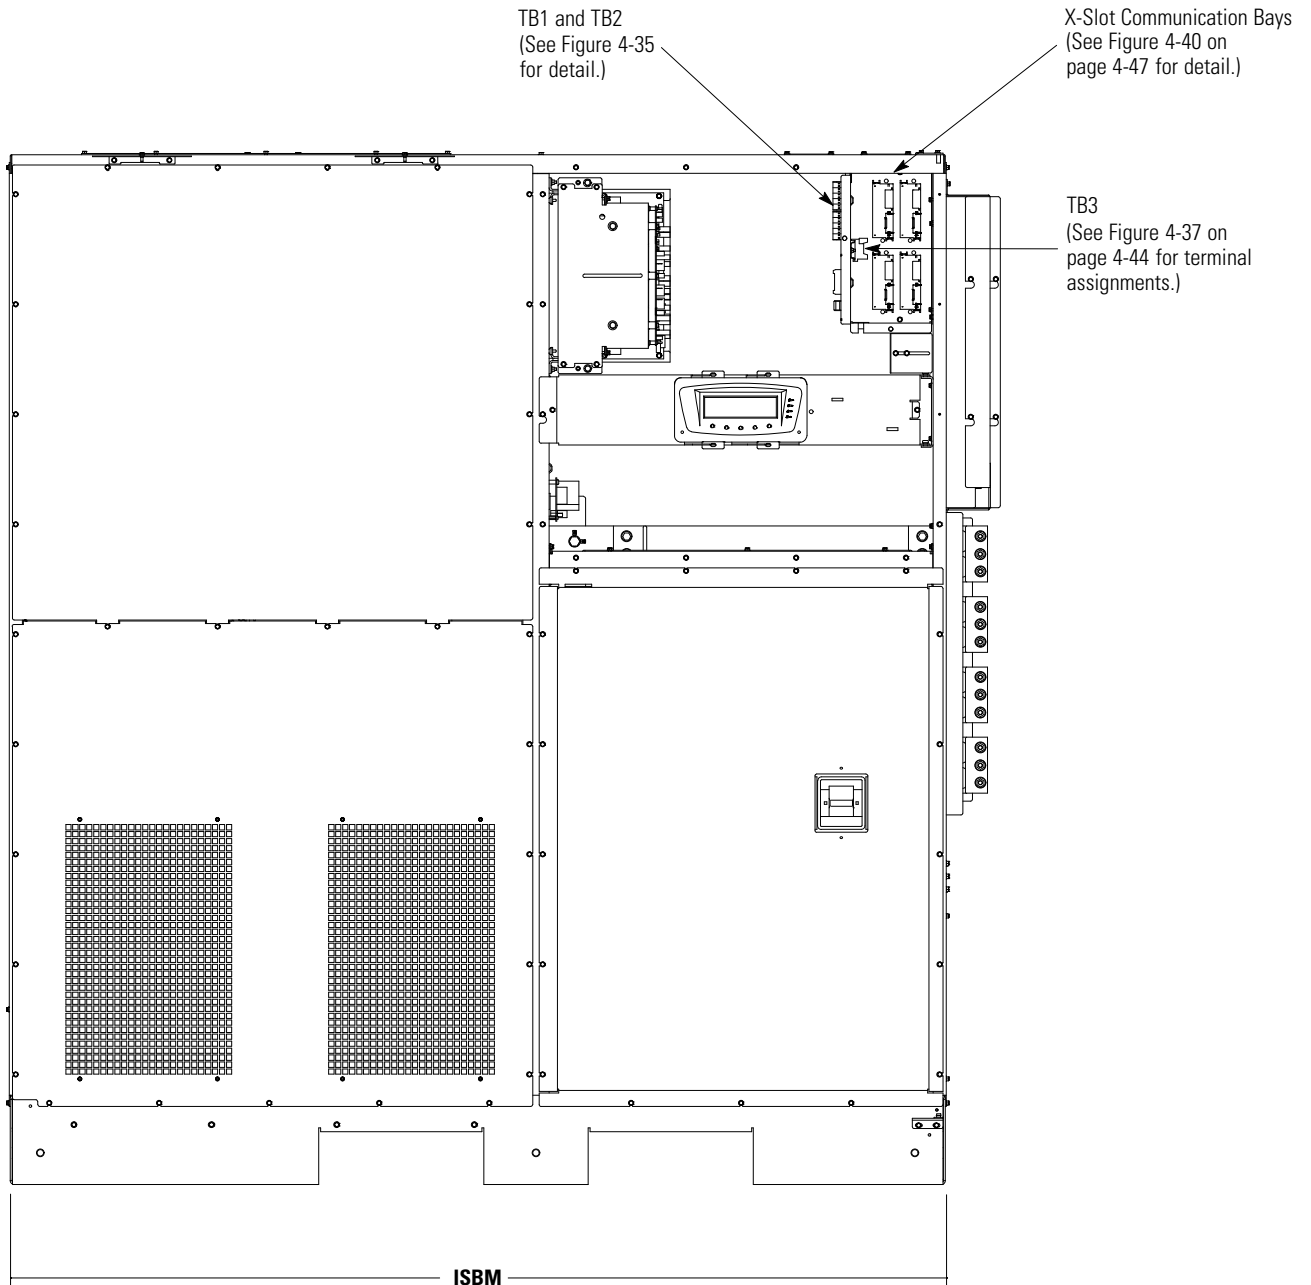 TB1 and TB2
(See Figure 4-35
for detail.)
X-Slot Communication Bays
(See Figure 4-40 on
page 4-47 for detail.)
TB3
(See Figure 4-37 on
page 4-44 for terminal
assignments.)
ISBM